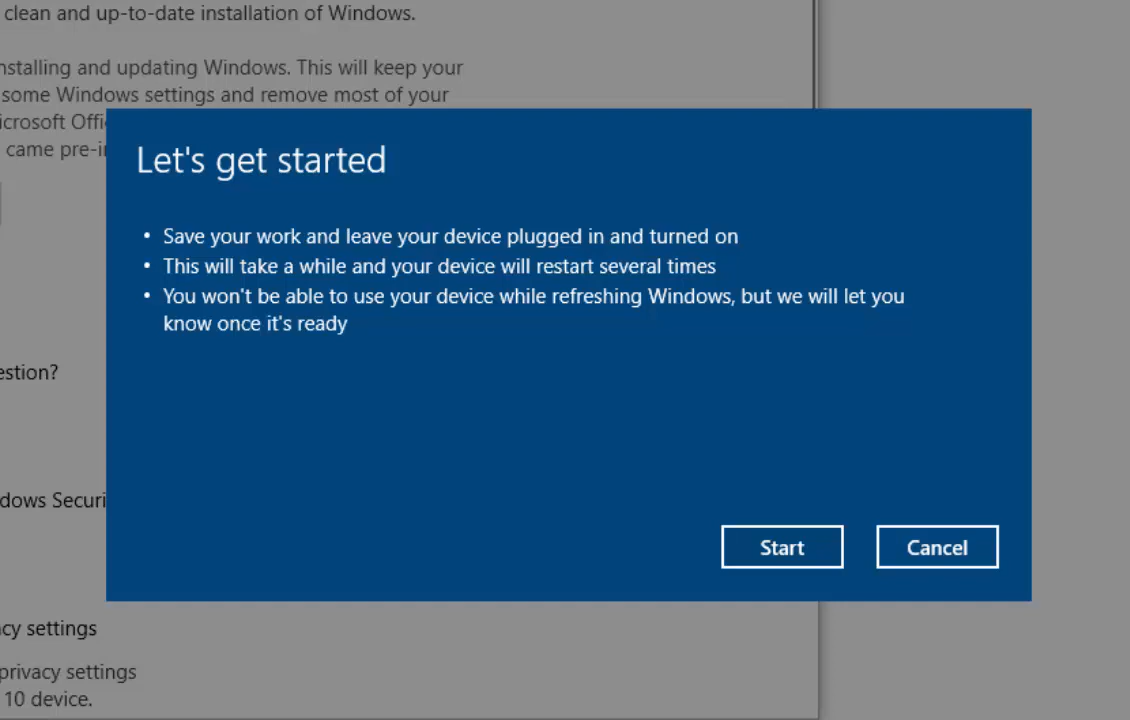 clean and up-to-date installation of Windows.
nstalling and updating Windows. This will keep your
some Windows settings and remove most of your
icrosoft Offi
came pre-i
Let's get started
• Save your work and leave your device plugged in and turned on
• This will take a while and your device will restart several times
• You won't be able to use your device while refreshing Windows, but we will let you
know once it's ready
estion?
dows Securi
Start
Cancel
cy settings
privacy settings
10 device.